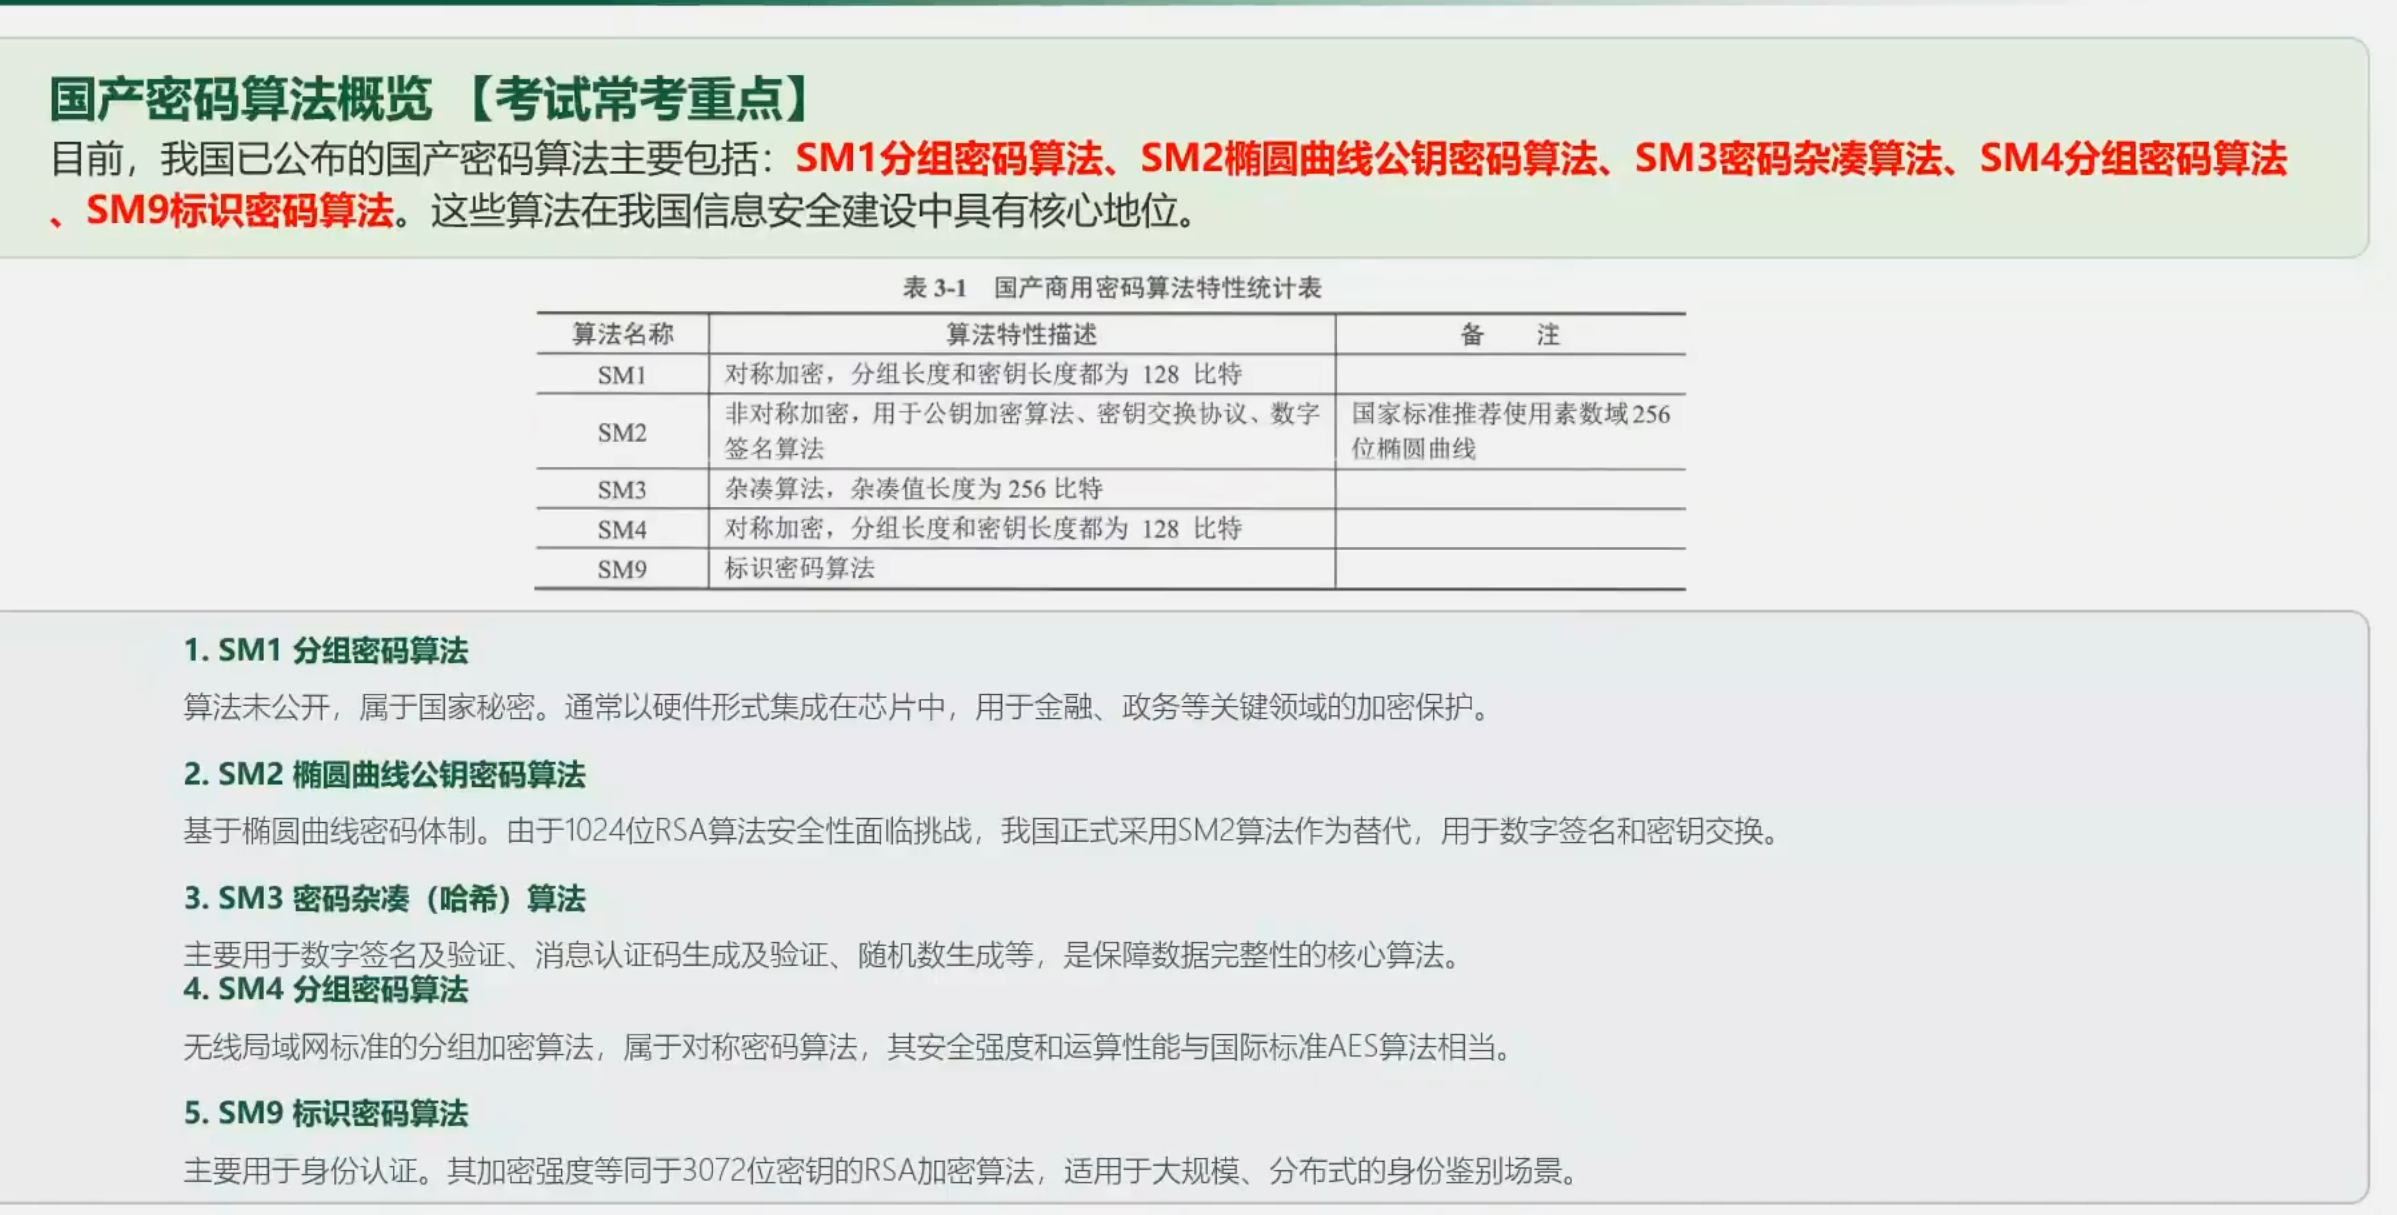 国产密码算法概览 【考试常考重点】
目前，我国已公布的国产密码算法主要包括：SM1分组密码算法、SM2椭圆曲线公钥密码算法、SM3密码杂凑算法、SM4分组密码算法
、SM9标识密码算法。这些算法在我国信息安全建设中具有核心地位。
表 3-1 国产商用密码算法特性统计表
算法名称 算法特性描述 备 注
SM1 对称加密，分组长度和密钥长度都为 128 比特
SM2 非对称加密，用于公钥加密算法、密钥交换协议、数字签名算法 国家标准推荐使用素数域256位椭圆曲线
SM3 杂凑算法，杂凑值长度为 256 比特
SM4 对称加密，分组长度和密钥长度都为 128 比特
SM9 标识密码算法
1. SM1 分组密码算法
算法未公开，属于国家秘密。通常以硬件形式集成在芯片中，用于金融、政务等关键领域的加密保护。
2. SM2 椭圆曲线公钥密码算法
基于椭圆曲线密码体制。由于1024位RSA算法安全性面临挑战，我国正式采用SM2算法作为替代，用于数字签名和密钥交换。
3. SM3 密码杂凑（哈希）算法
主要用于数字签名及验证、消息认证码生成及验证、随机数生成等，是保障数据完整性的核心算法。
4. SM4 分组密码算法
无线局域网标准的分组加密算法，属于对称密码算法，其安全强度和运算性能与国际标准AES算法相当。
5. SM9 标识密码算法
主要用于身份认证。其加密强度等同于3072位密钥的RSA加密算法，适用于大规模、分布式的身份鉴别场景。